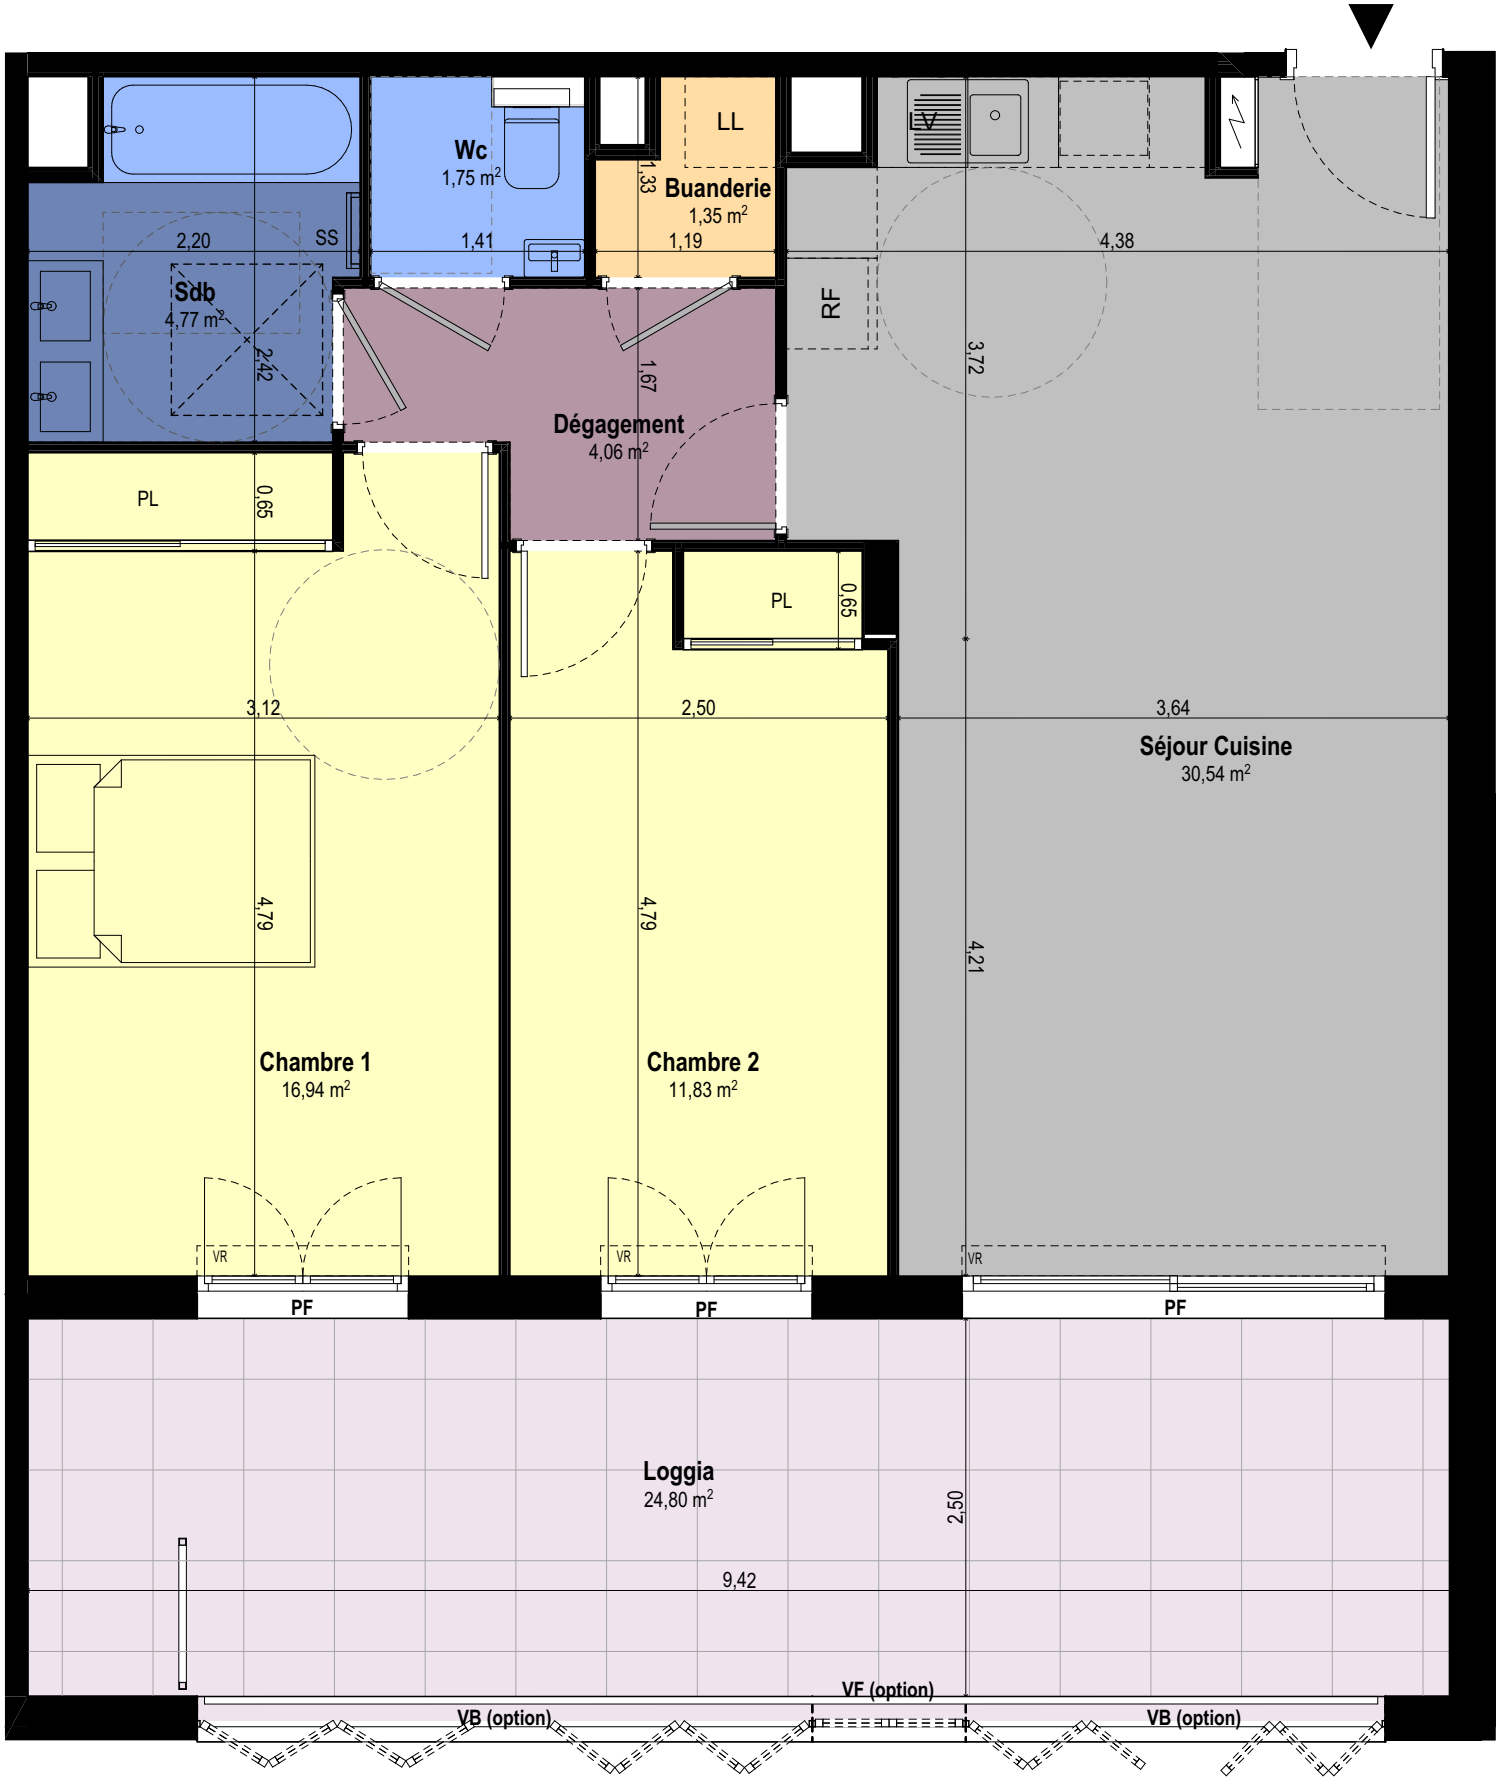 LL
LV
Wc
1,75 m²
1,33
Buanderie
1,35 m²
2,20
SS
1,41
1,19
4,38
Sdb
4,77 m²
2,42
RF
3,72
1,67
Dégagement
4,06 m²
PL
0,65
PL
0,65
3,12
2,50
3,64
Séjour Cuisine
30,54 m²
4,79
4,79
4,21
Chambre 1
16,94 m²
Chambre 2
11,83 m²
VR
VR
VR
PF
PF
PF
Loggia
24,80 m²
2,50
9,42
VF (option)
VB (option)
VB (option)